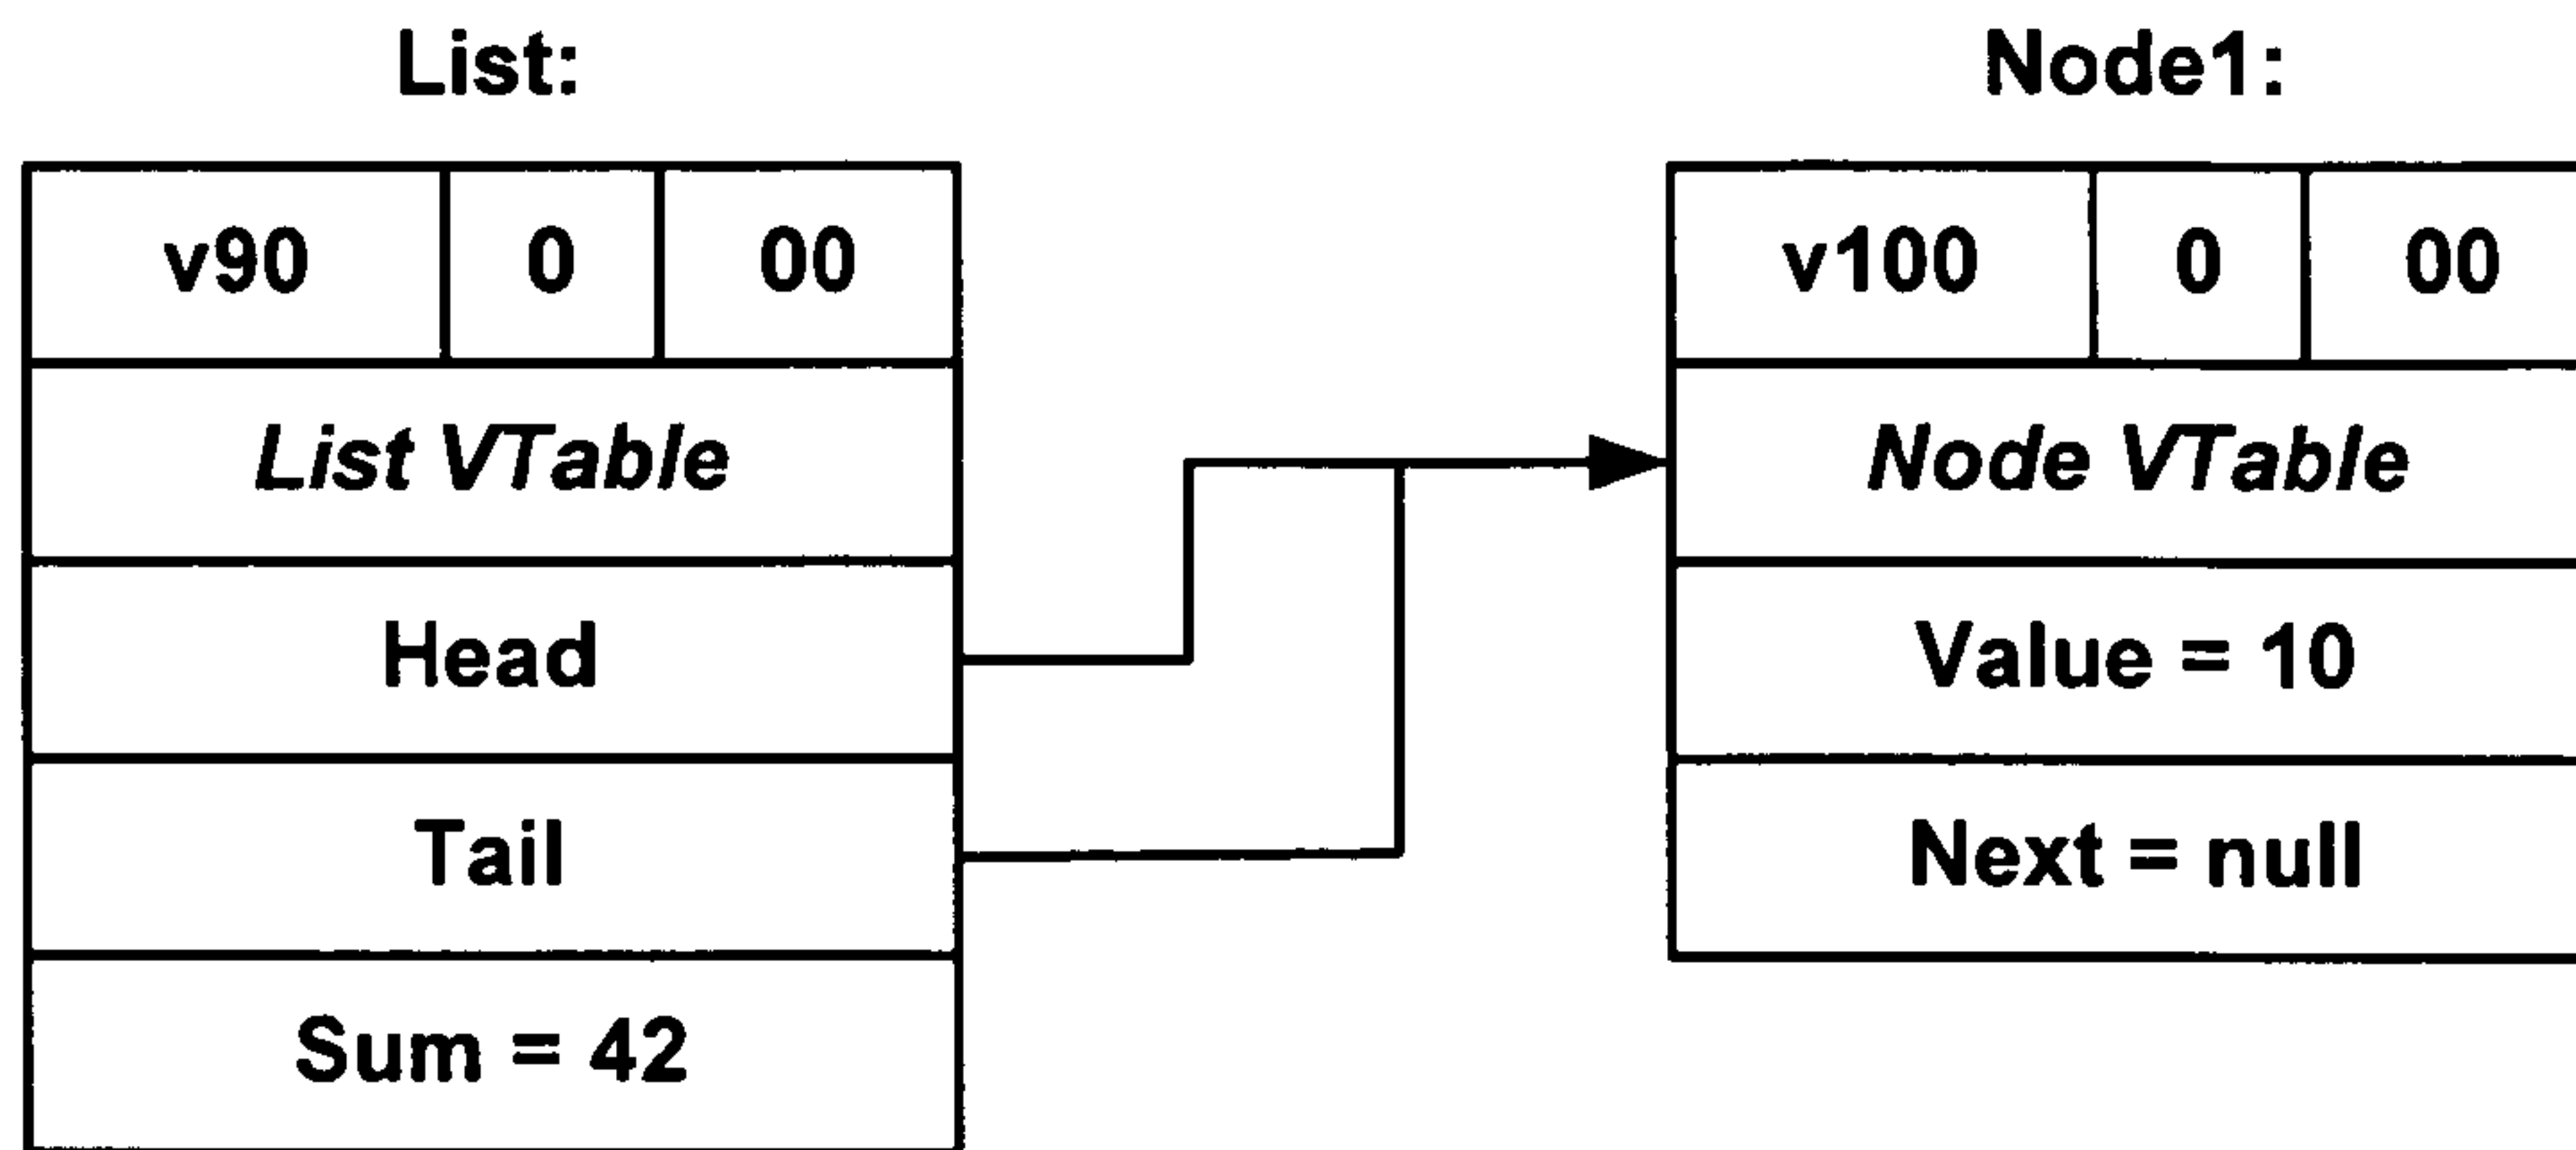 List:
v90 0 00
List VTable
Head
Tail
Sum = 42
Node1:
v100 0 00
Node VTable
Value = 10
Next = null